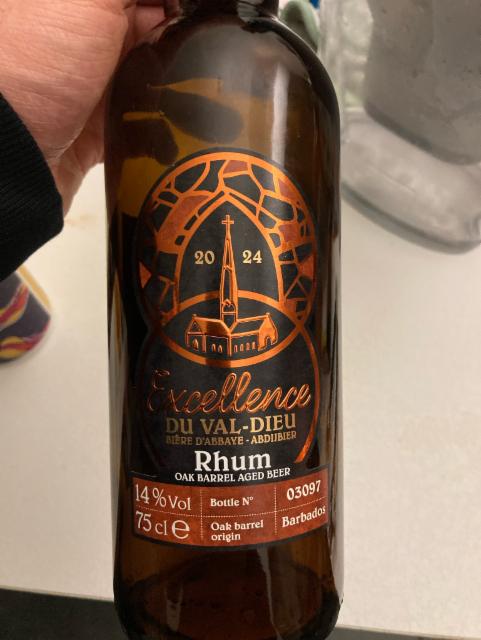 20 24
Excellence
DU VAL-DIEU
BIÈRE D'ABBAYE - ABDIJBIER
Rhum
OAK BARREL AGED BEER
14 % Vol
Bottle N°
03097
75 cl e
Oak barrel
origin
Barbados